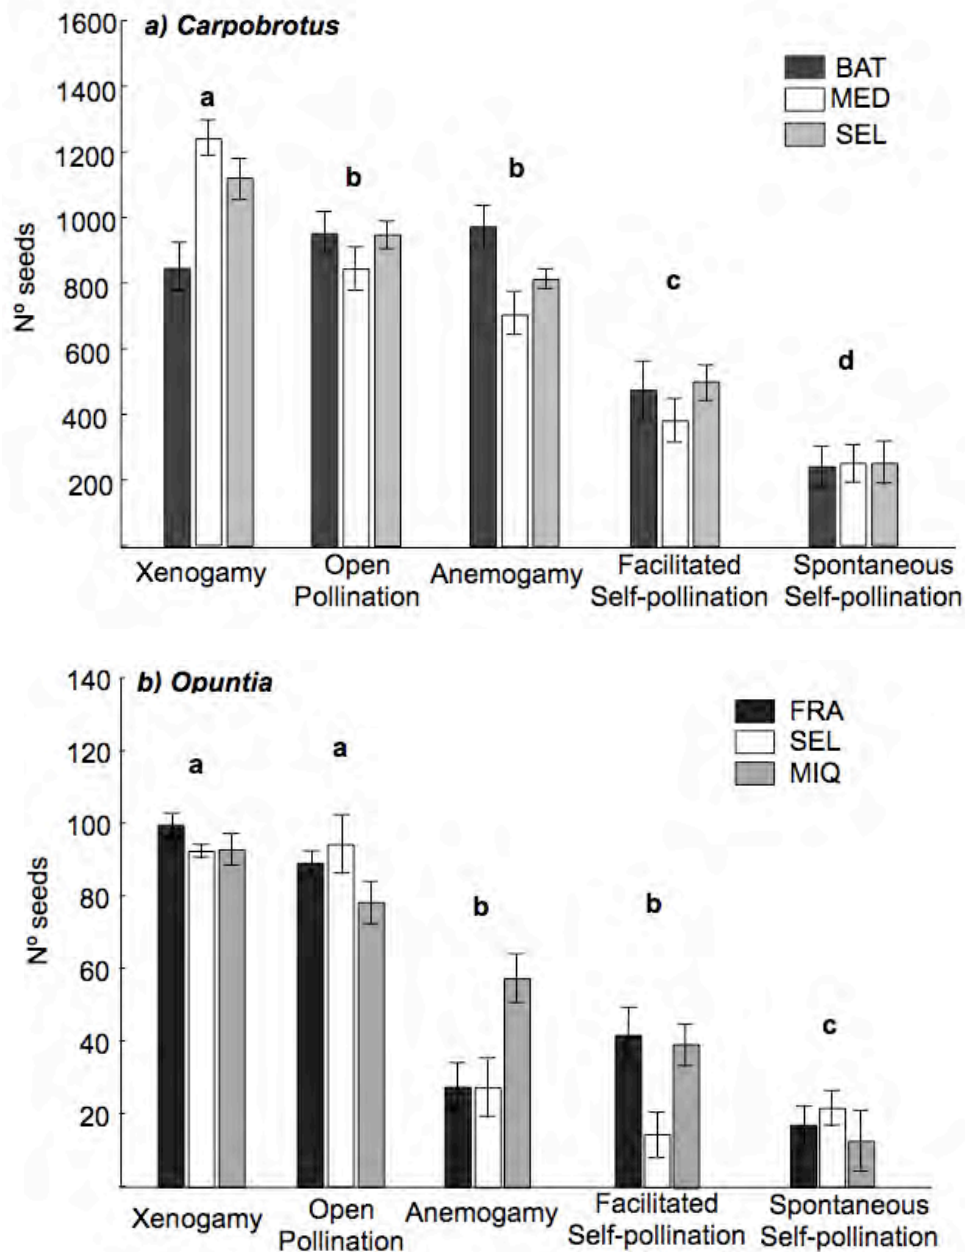 a) Carpobrotus
1600
1400
1200
1000
800
600
400
200
Nº seeds
BAT
MED
SEL
a
b
b
c
d
Xenogamy
Open
Pollination
Anemogamy
Facilitated
Self-pollination
Spontaneous
Self-pollination
b) Opuntia
140
120
100
80
60
40
20
Nº seeds
FRA
SEL
MIQ
a
a
b
b
c
Xenogamy
Open
Pollination
Anemogamy
Facilitated
Self-pollination
Spontaneous
Self-pollination